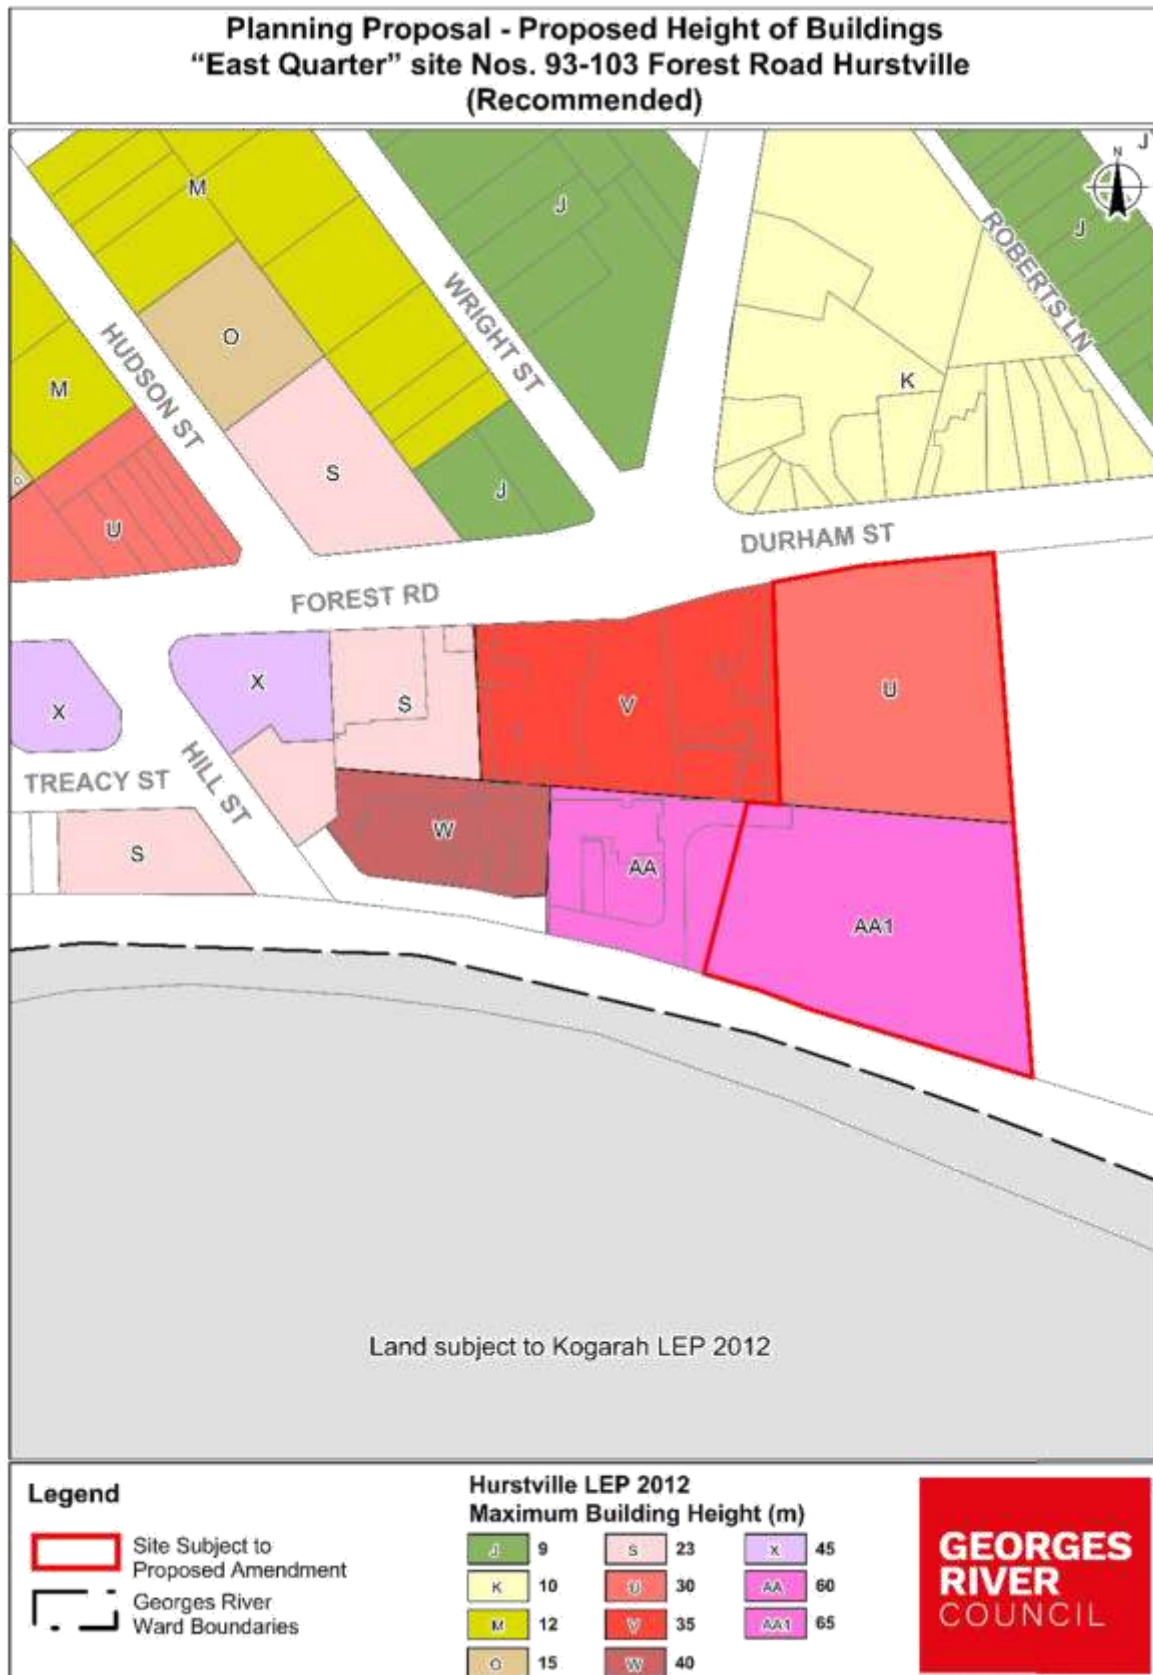 Planning Proposal - Proposed Height of Buildings
“East Quarter” site Nos. 93-103 Forest Road Hurstville
(Recommended)
N
J
M
J
J
ROBERTS LN
WRIGHT ST
O
HUDSON ST
M
K
S
J
O
U
DURHAM ST
FOREST RD
X
X
S
V
U
TREACY ST
HILL ST
S
W
AA
AA1
Land subject to Kogarah LEP 2012
Legend
Site Subject to
Proposed Amendment
Georges River
Ward Boundaries
Hurstville LEP 2012
Maximum Building Height (m)
J 9
K 10
M 12
O 15
S 23
U 30
V 35
W 40
X 45
AA 60
AA1 65
GEORGES
RIVER
COUNCIL